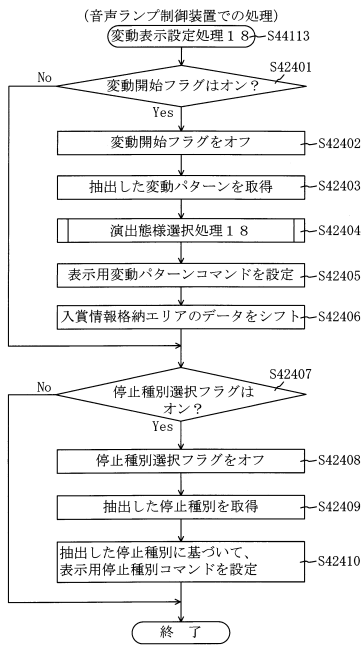 (音声ランプ制御装置での処理)
変動表示設定処理１８
S44113
S42401
No
変動開始フラグはオン？
Yes
変動開始フラグをオフ
S42402
抽出した変動パターンを取得
S42403
演出態様選択処理１８
S42404
表示用変動パターンコマンドを設定
S42405
入賞情報格納エリアのデータをシフト
S42406
S42407
No
停止種別選択フラグは
オン？
Yes
停止種別選択フラグをオフ
S42408
抽出した停止種別を取得
S42409
抽出した停止種別に基づいて、
表示用停止種別コマンドを設定
S42410
終　了